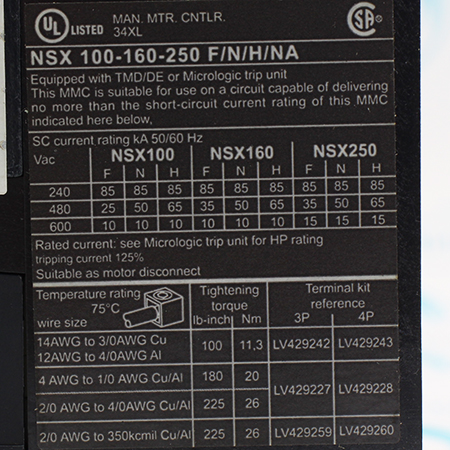 UL LISTED MAN. MTR. CNTLR. SA
34XL
NSX 100-160-250 F/N/H/NA
Equipped with TMD/DE or Micrologic trip unit
This MMC is suitable for use on a circuit capable of delivering
no more than the short-circuit current rating of this MMC
indicated here below,
SC current rating kA 50/60 Hz
Vac NSX100 NSX160 NSX250
F N H F N H F N H
240 85 85 85 85 85 85 85 85 85
480 25 50 65 35 50 65 35 50 65
600 10 10 10 10 10 10 15 15 15
Rated current: see Micrologic trip unit for HP rating
tripping current 125%
Suitable as motor disconnect
Temperature rating Tightening Terminal kit
75°C torque reference
wire size lb-inch Nm 3P 4P
14AWG to 3/0AWG Cu 100 11,3 LV429242 LV429243
12AWG to 4/0AWG Al
4 AWG to 1/0 AWG Cu/Al 180 20 LV429227 LV429228
2/0 AWG to 4/0AWG Cu/Al 225 26
2/0 AWG to 350kcmil Cu/Al 225 26 LV429259 LV429260